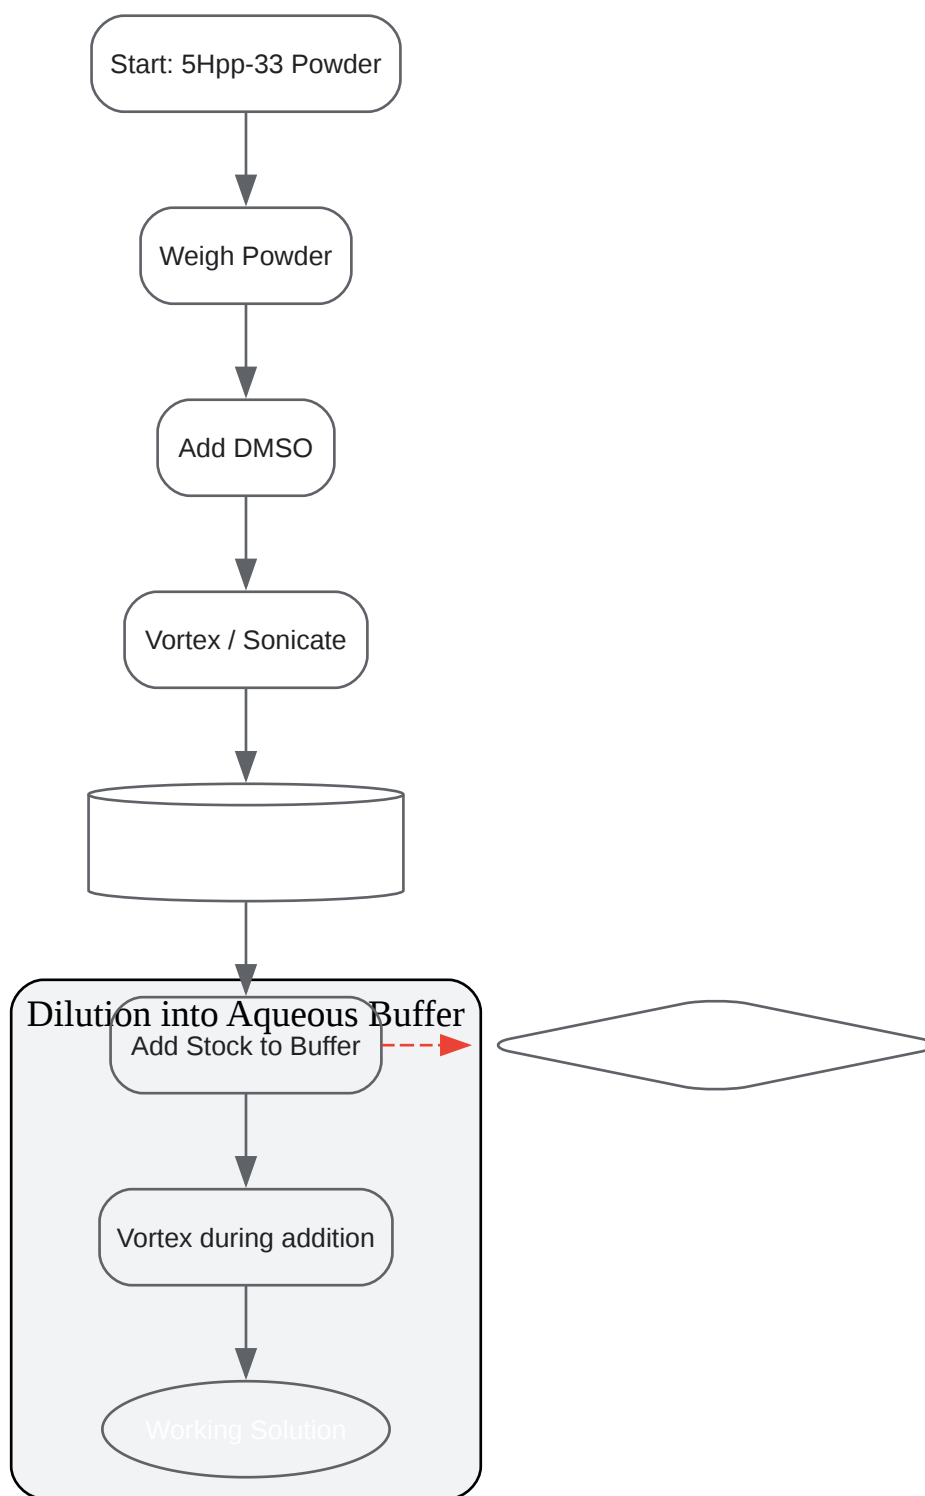 Start: 5Hpp-33 Powder
Weigh Powder
Add DMSO
Vortex / Sonicate
Dilution into Aqueous Buffer
Add Stock to Buffer
Vortex during addition
Working Solution